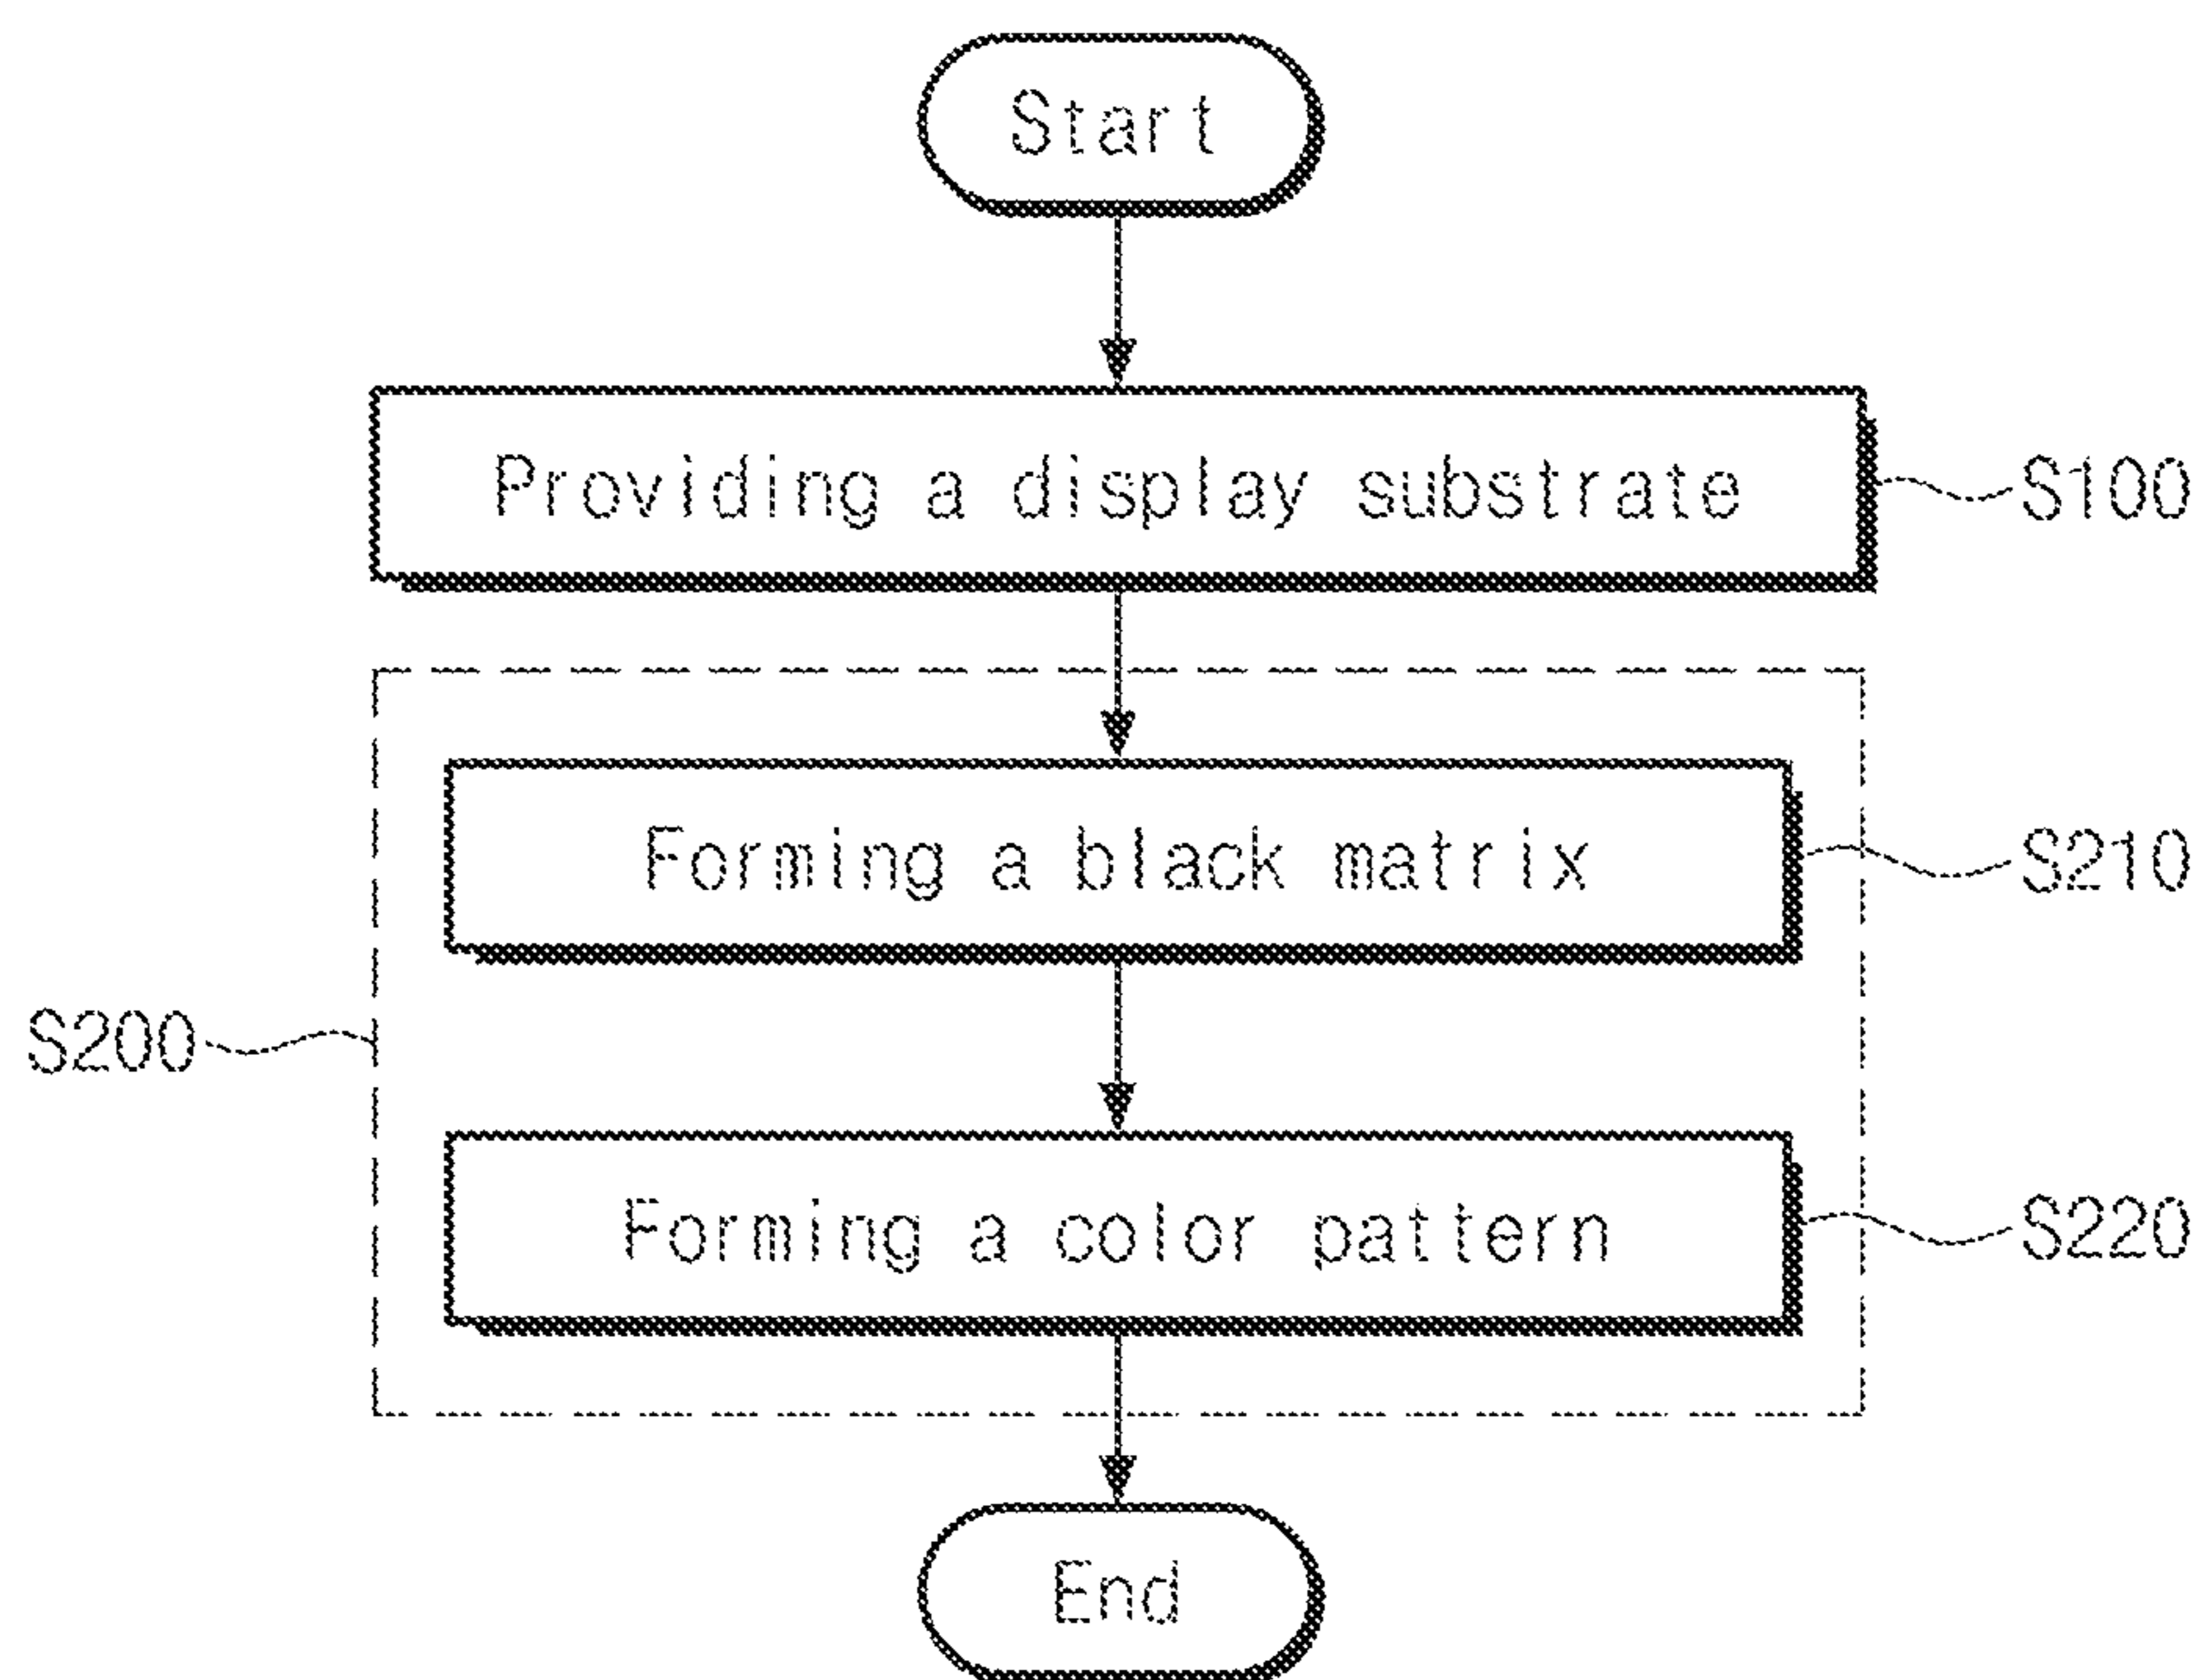 Start
Providing a display substrate
S100
Forming a black matrix
S210
S200
Forming a color pattern
S220
End